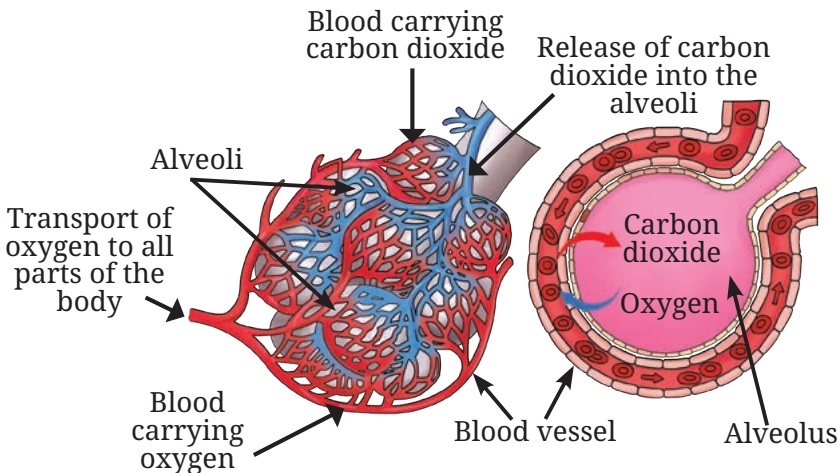 Blood carrying
carbon dioxide
Release of carbon
dioxide into the
alveoli
Alveoli
Transport of
oxygen to all
parts of the
body
Carbon
dioxide
Oxygen
Blood
carrying
oxygen
Blood vessel
Alveolus